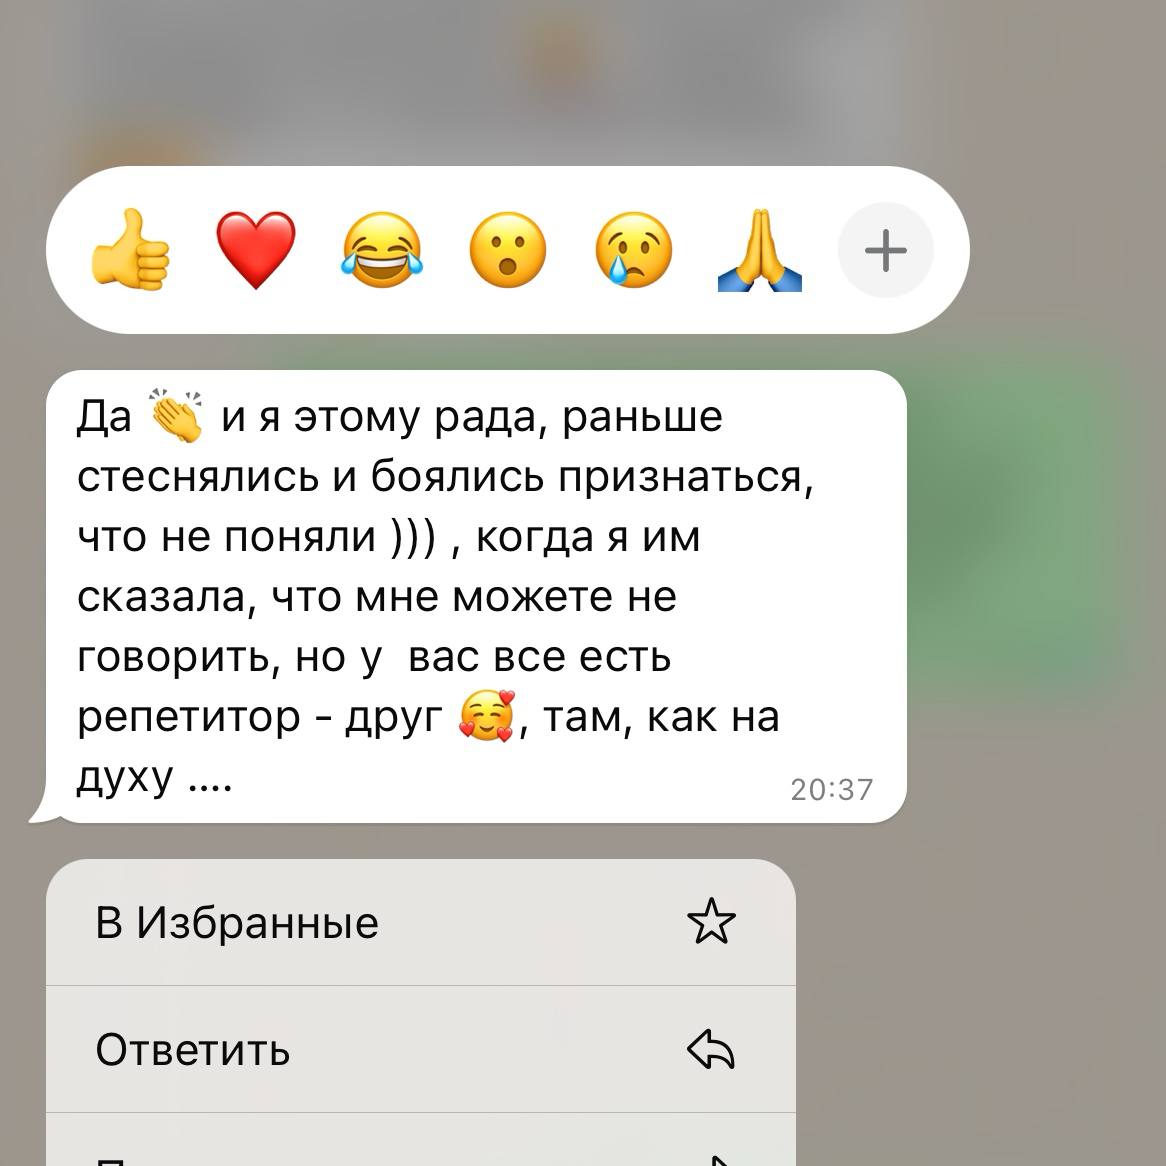 Да 👏 и я этому рада, раньше
стеснялись и боялись признаться,
что не поняли ))) , когда я им
сказала, что мне можете не
говорить, но у  вас все есть
репетитор - друг 🥰, там, как на
духу ....
20:37
В Избранные
Ответить